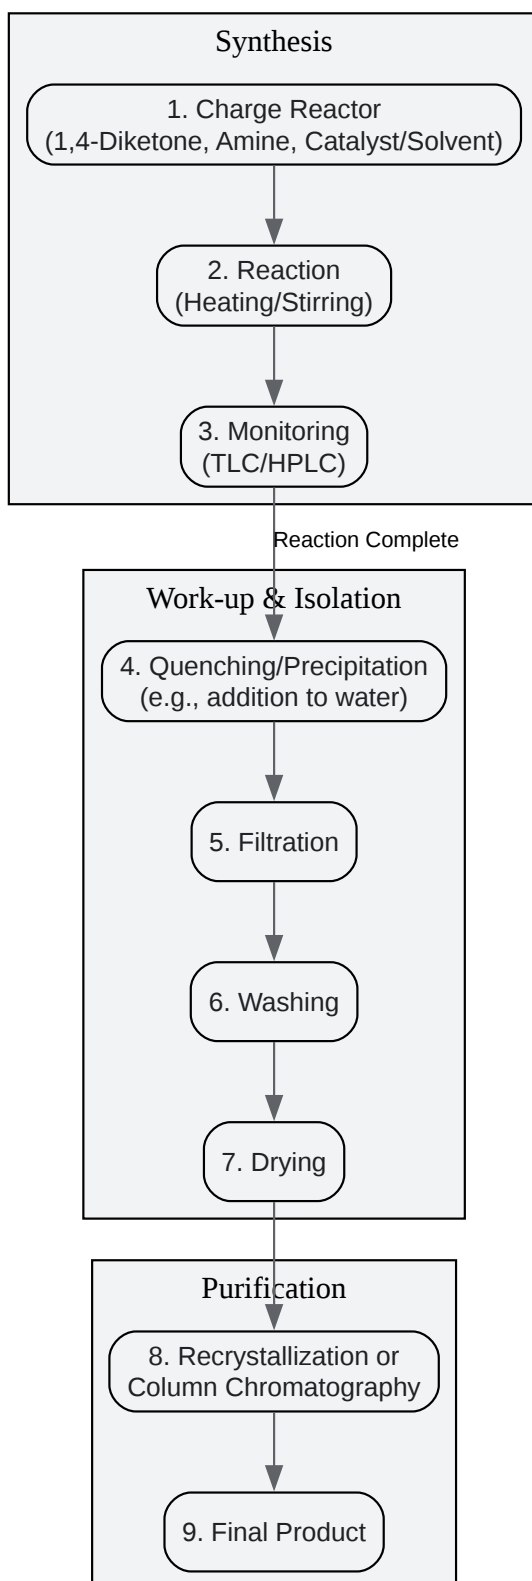 Synthesis
1. Charge Reactor
(1,4-Diketone, Amine, Catalyst/Solvent)
2. Reaction
(Heating/Stirring)
3. Monitoring
(TLC/HPLC)
Reaction Complete
Work-up & Isolation
4. Quenching/Precipitation
(e.g., addition to water)
5. Filtration
6. Washing
7. Drying
Purification
8. Recrystallization or
Column Chromatography
9. Final Product